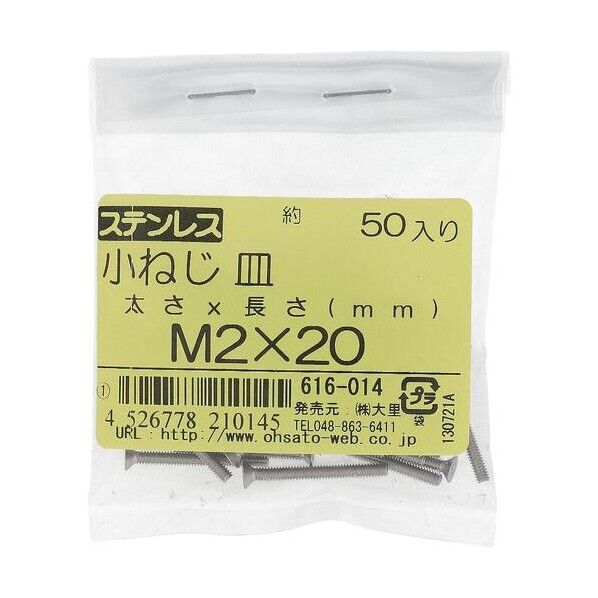 ステンレス 約 50入り
小ねじ 皿
太さx長さ(mm)
M2×20
① 616-014 プラ
発売元:㈱大里 袋
4 526778 210145 TEL048-863-6411
URL:http://www.ohsato-web.co.jp
130721A